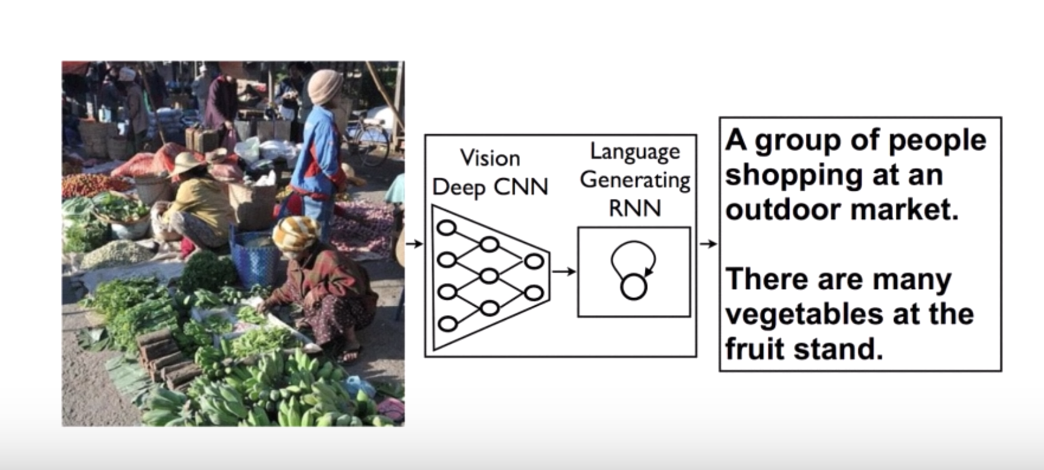 Vision
Deep CNN
Language
Generating
RNN
A group of people
shopping at an
outdoor market.
There are many
vegetables at the
fruit stand.